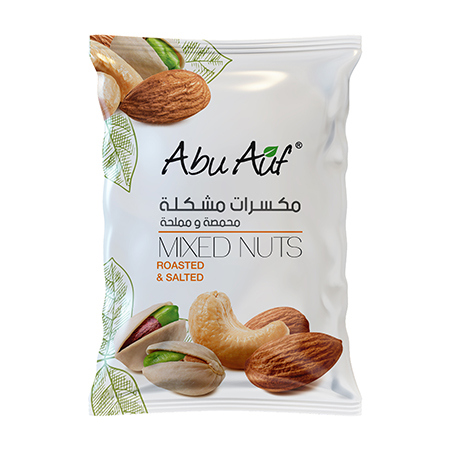 Abu Auf®
مكسرات مشكلة
محمصة و مملحة
MIXED NUTS
ROASTED
& SALTED